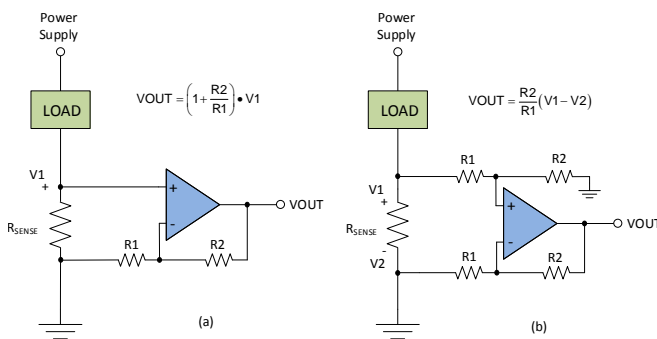 Power
Supply
LOAD
VOUT = (1 + R2/R1) • V1
V1
+
RSENSE
+
-
VOUT
R1
R2
(a)
Power
Supply
LOAD
VOUT = R2/R1 (V1 – V2)
R1
R2
V1
+
RSENSE
-
V2
+
-
VOUT
R1
R2
(b)